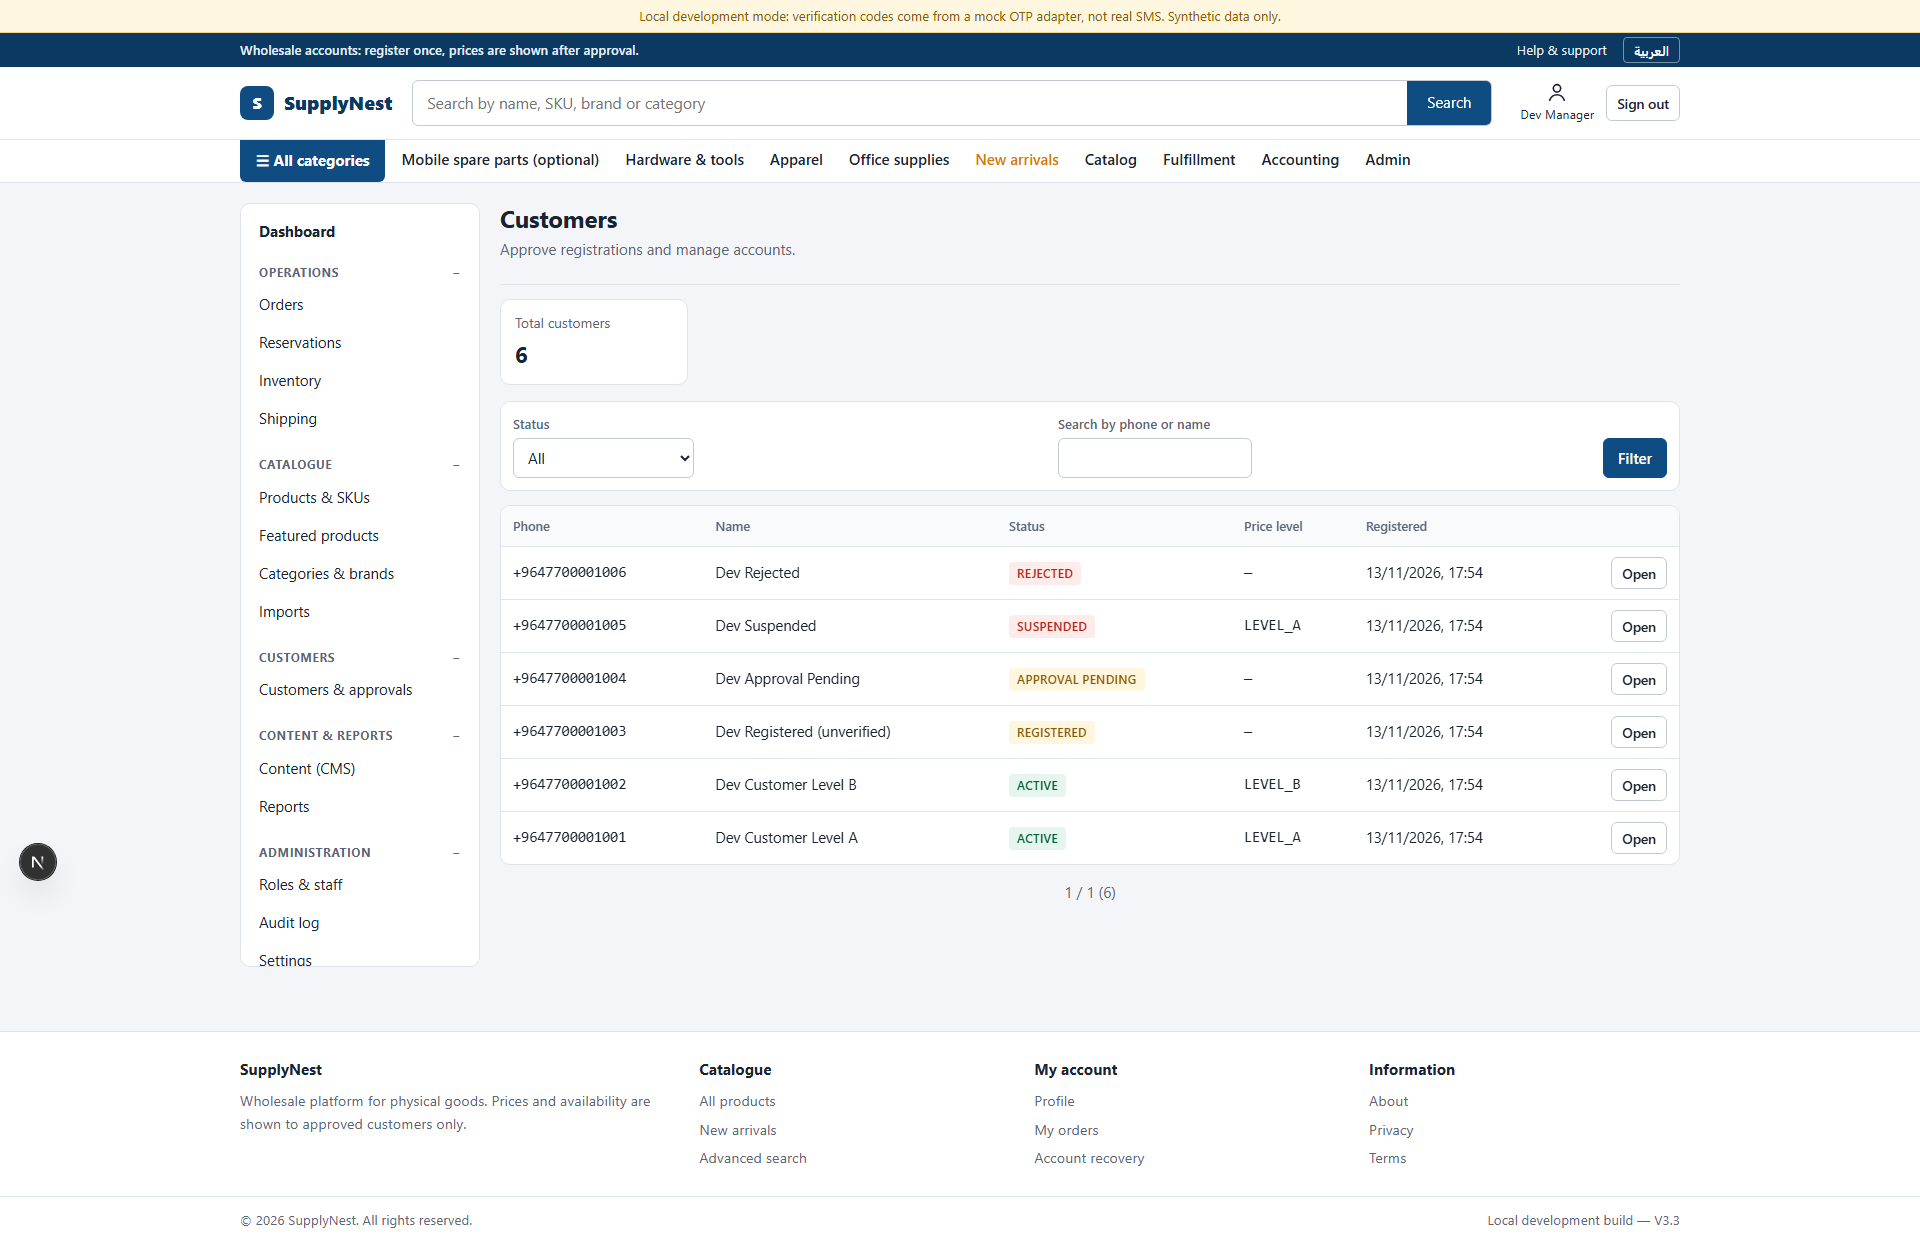 Local development mode: verification codes come from a mock OTP adapter, not real SMS. Synthetic data only.
Wholesale accounts: register once, prices are shown after approval.
Help & support
العربية
S SupplyNest
Search by name, SKU, brand or category
Search
Dev Manager
Sign out
☰ All categories
Mobile spare parts (optional)
Hardware & tools
Apparel
Office supplies
New arrivals
Catalog
Fulfillment
Accounting
Admin
Dashboard
OPERATIONS –
Orders
Reservations
Inventory
Shipping
CATALOGUE –
Products & SKUs
Featured products
Categories & brands
Imports
CUSTOMERS –
Customers & approvals
CONTENT & REPORTS –
Content (CMS)
Reports
ADMINISTRATION –
Roles & staff
Audit log
Settings
Customers
Approve registrations and manage accounts.
Total customers
6
Status
All
Search by phone or name
Filter
Phone Name Status Price level Registered
+9647700001006 Dev Rejected REJECTED – 13/11/2026, 17:54 Open
+9647700001005 Dev Suspended SUSPENDED LEVEL_A 13/11/2026, 17:54 Open
+9647700001004 Dev Approval Pending APPROVAL PENDING – 13/11/2026, 17:54 Open
+9647700001003 Dev Registered (unverified) REGISTERED – 13/11/2026, 17:54 Open
+9647700001002 Dev Customer Level B ACTIVE LEVEL_B 13/11/2026, 17:54 Open
+9647700001001 Dev Customer Level A ACTIVE LEVEL_A 13/11/2026, 17:54 Open
1 / 1 (6)
N
SupplyNest
Wholesale platform for physical goods. Prices and availability are
shown to approved customers only.
Catalogue
All products
New arrivals
Advanced search
My account
Profile
My orders
Account recovery
Information
About
Privacy
Terms
© 2026 SupplyNest. All rights reserved.
Local development build — V3.3